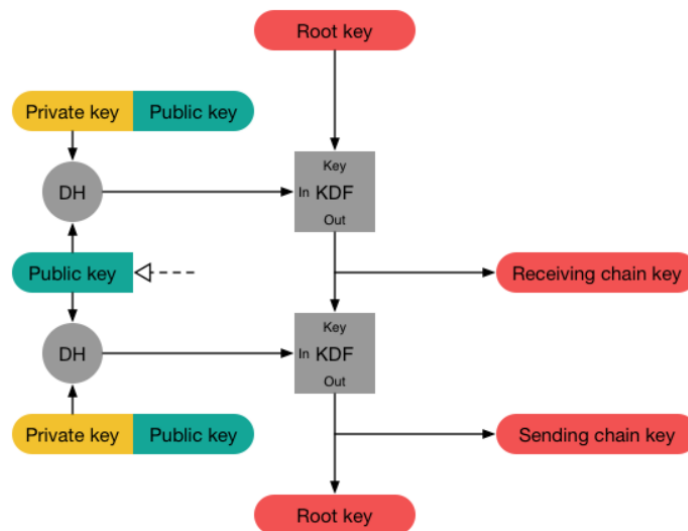 Root key
Private key Public key
Key
DH
In KDF
Out
Public key
Receiving chain key
Key
DH
In KDF
Out
Private key Public key
Sending chain key
Root key